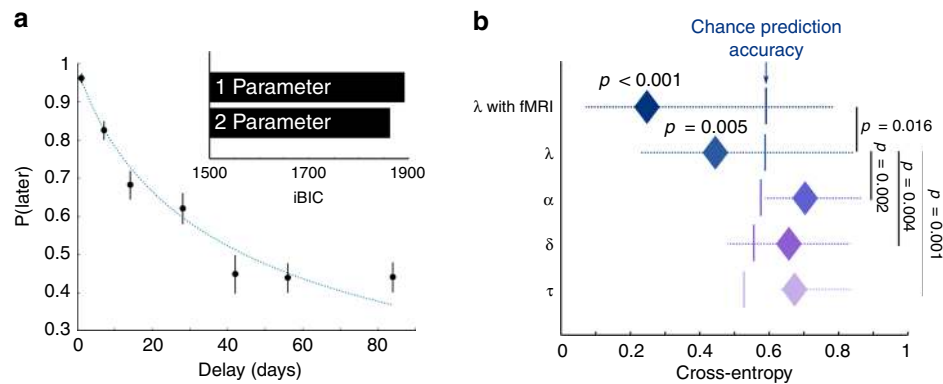 a
1
0.9
0.8
0.7
0.6
0.5
0.4
0.3
P(later)
0
20
40
60
80
Delay (days)
1 Parameter
2 Parameter
1500
1700
1900
iBIC
b
Chance prediction
accuracy
λ with fMRI
λ
α
δ
τ
p < 0.001
p = 0.005
p = 0.016
p = 0.002
p = 0.004
p = 0.001
0
0.2
0.4
0.6
0.8
1
Cross-entropy